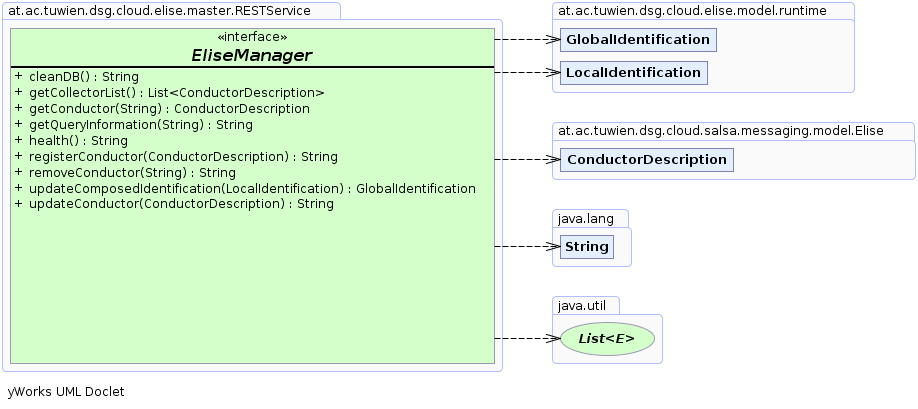 at.ac.tuwien.dsg.cloud.elise.master.RESTService
«interface»
EliseManager
+ cleanDB() : String
+ getCollectorList() : List<ConductorDescription>
+ getConductor(String) : ConductorDescription
+ getQueryInformation(String) : String
+ health() : String
+ registerConductor(ConductorDescription) : String
+ removeConductor(String) : String
+ updateComposedIdentification(LocalIdentification) : GlobalIdentification
+ updateConductor(ConductorDescription) : String
at.ac.tuwien.dsg.cloud.elise.model.runtime
GlobalIdentification
LocalIdentification
at.ac.tuwien.dsg.cloud.salsa.messaging.model.Elise
ConductorDescription
java.lang
String
java.util
List<E>
yWorks UML Doclet